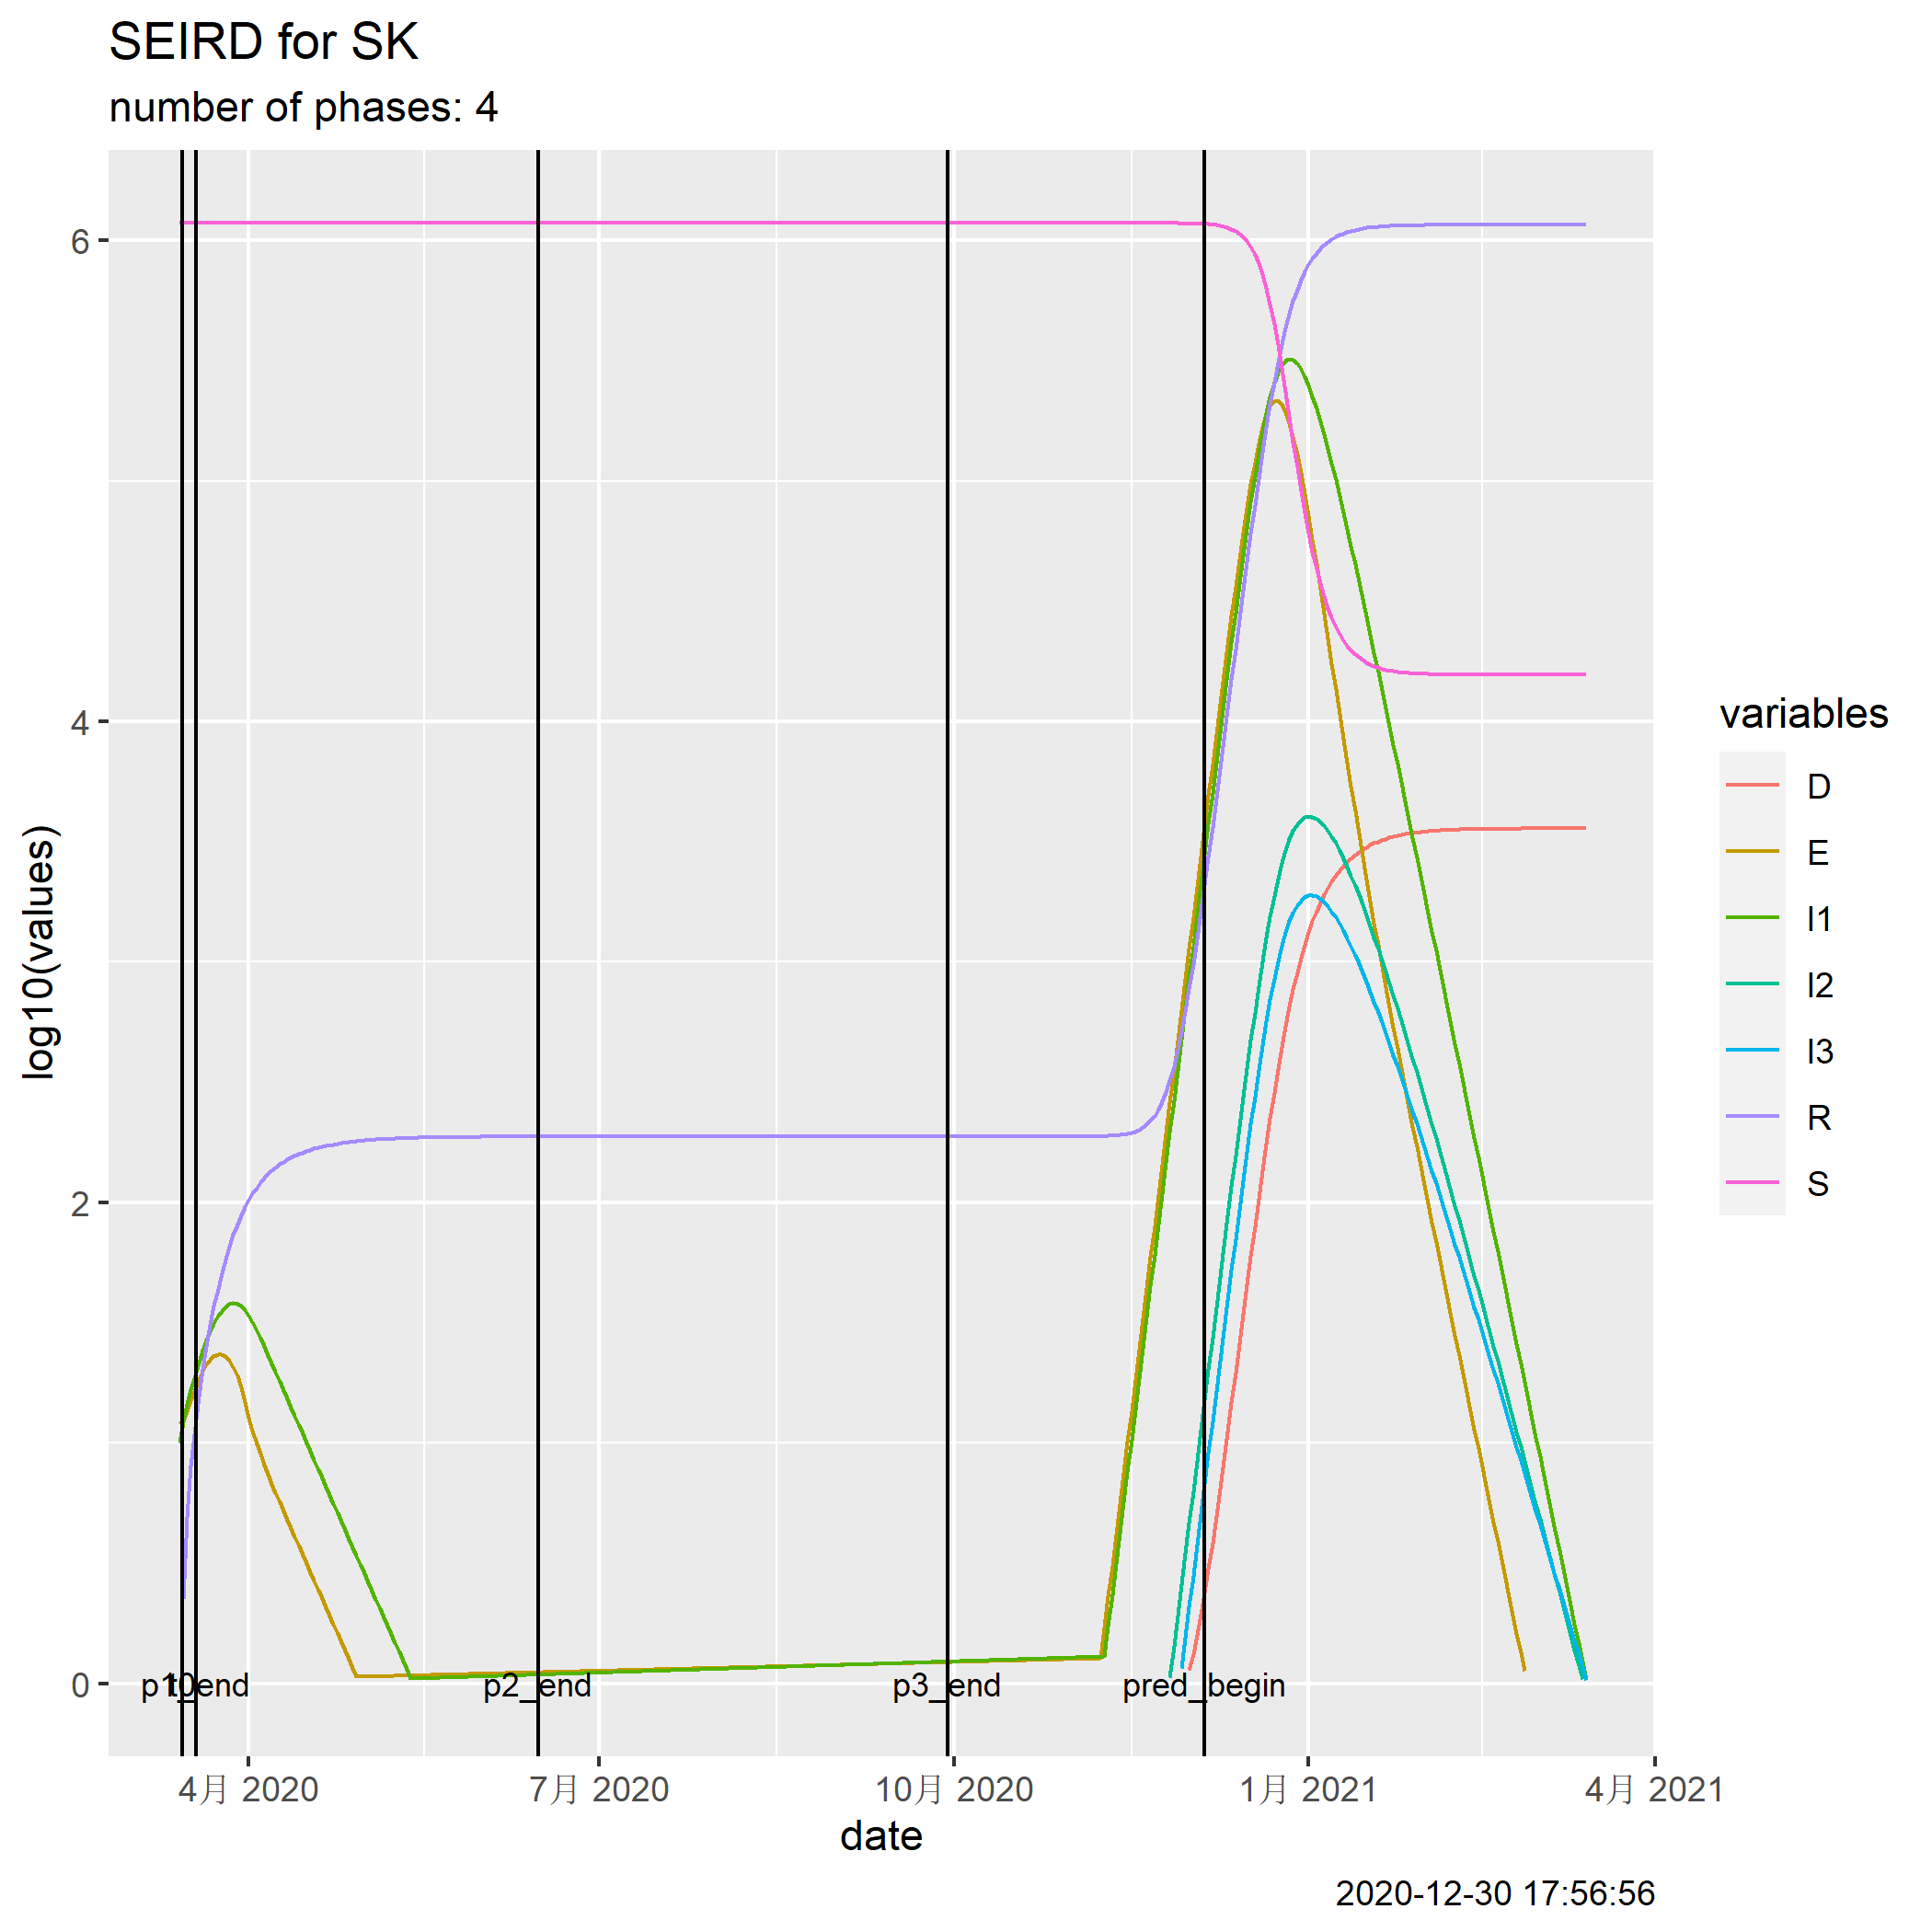 SEIRD for SK
number of phases: 4
log10(values)
6
4
2
0
p1_end
t0
p2_end
p3_end
pred_begin
4月 2020
7月 2020
10月 2020
1月 2021
4月 2021
date
variables
D
E
I1
I2
I3
R
S
2020-12-30 17:56:56